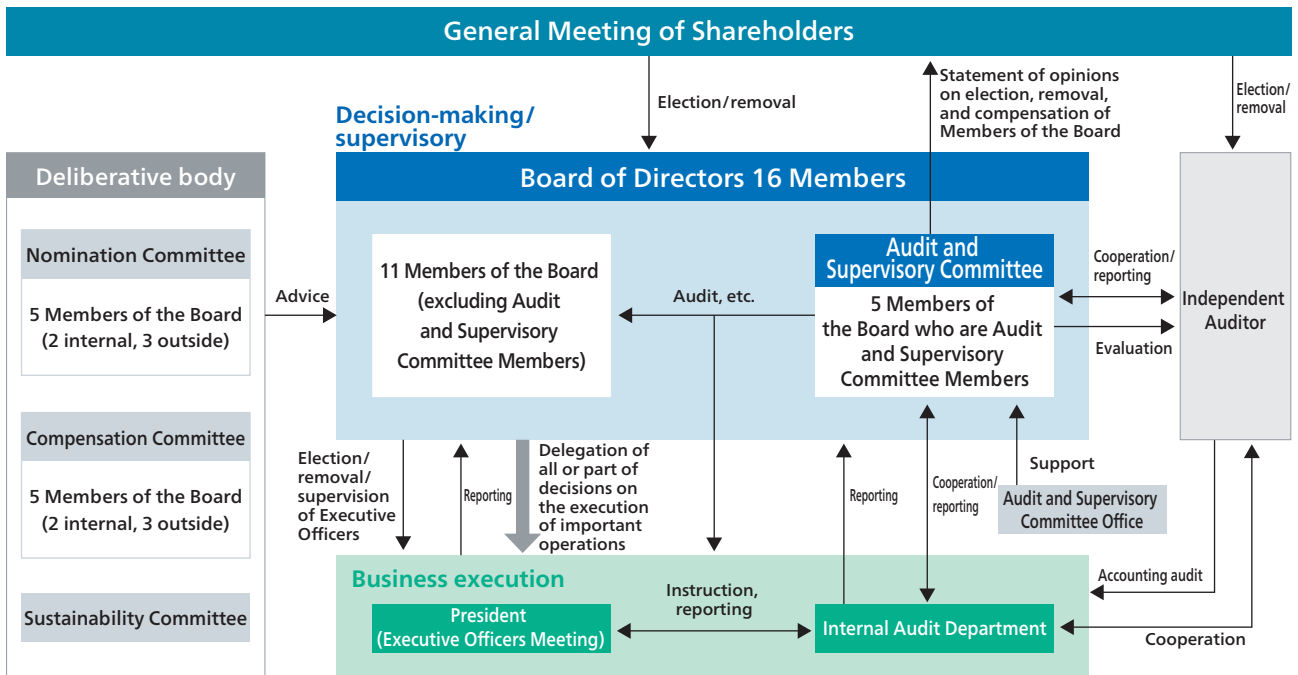 General Meeting of Shareholders
Election/removal
Statement of opinions
on election, removal,
and compensation of
Members of the Board
Election/
removal
Decision-making/
supervisory
Deliberative body
Nomination Committee
5 Members of the Board
(2 internal, 3 outside)
Compensation Committee
5 Members of the Board
(2 internal, 3 outside)
Sustainability Committee
Advice
Board of Directors 16 Members
11 Members of the Board
(excluding Audit
and Supervisory
Committee Members)
Audit, etc.
Audit and
Supervisory Committee
5 Members of
the Board who are Audit
and Supervisory
Committee Members
Cooperation/
reporting
Evaluation
Independent
Auditor
Election/
removal/
supervision
of Executive
Officers
Reporting
Delegation of
all or part of
decisions on
the execution
of important
operations
Reporting
Cooperation/
reporting
Support
Audit and Supervisory
Committee Office
Business execution
President
(Executive Officers Meeting)
Instruction,
reporting
Internal Audit Department
Accounting audit
Cooperation